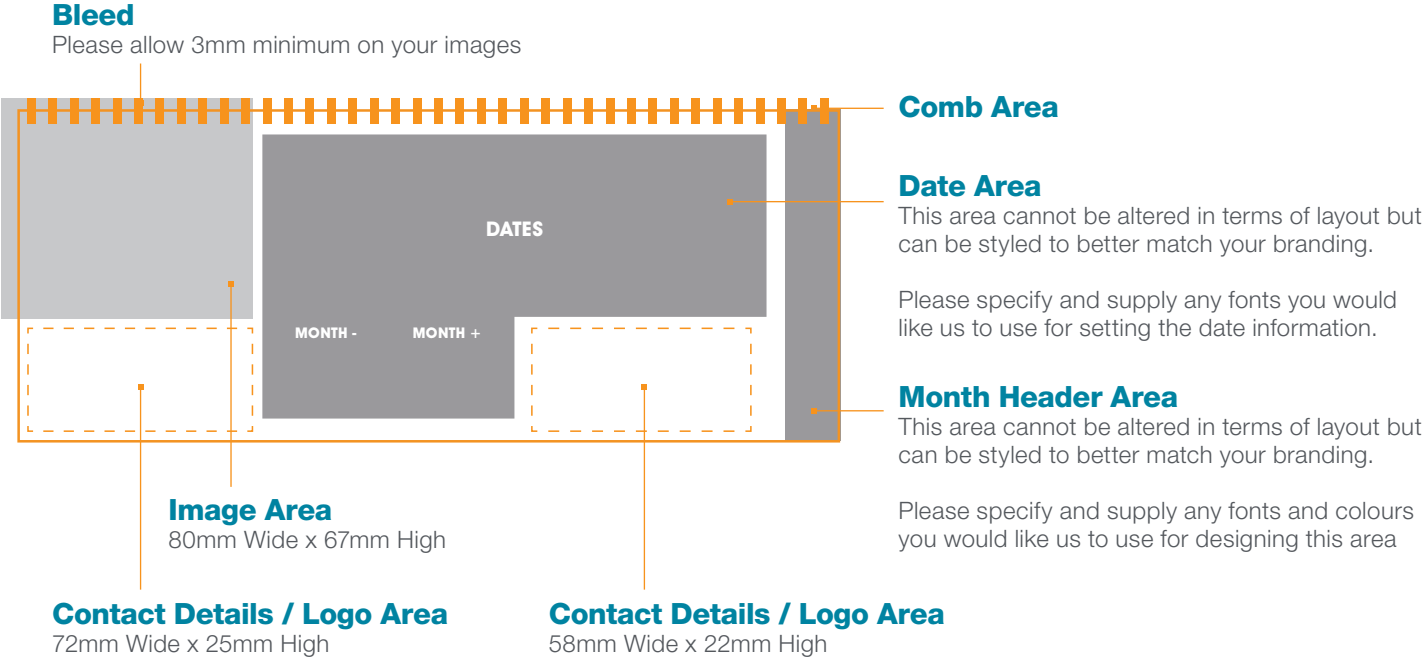 Bleed
Please allow 3mm minimum on your images
Comb Area
Date Area
This area cannot be altered in terms of layout but
can be styled to better match your branding.
Please specify and supply any fonts you would
like us to use for setting the date information.
DATES
MONTH -
MONTH +
Month Header Area
This area cannot be altered in terms of layout but
can be styled to better match your branding.
Please specify and supply any fonts and colours
you would like us to use for designing this area
Image Area
80mm Wide x 67mm High
Contact Details / Logo Area
72mm Wide x 25mm High
Contact Details / Logo Area
58mm Wide x 22mm High